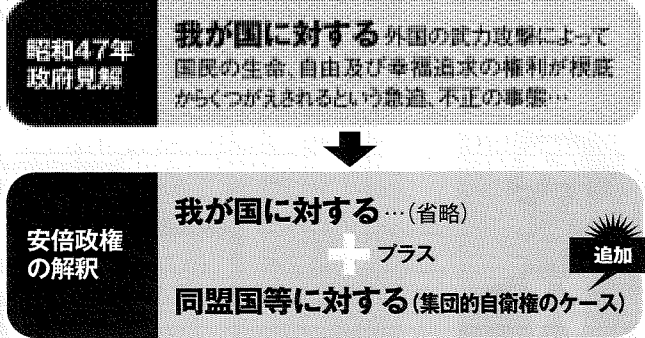 昭和47年
政府見解
我が国に対する 外国の武力攻撃によって
国民の生命、自由及び幸福追求の権利が根底
からくつがえされるという急迫、不正の事態…
安倍政権
の解釈
我が国に対する…(省略)
プラス
追加
同盟国等に対する(集団的自衛権のケース)